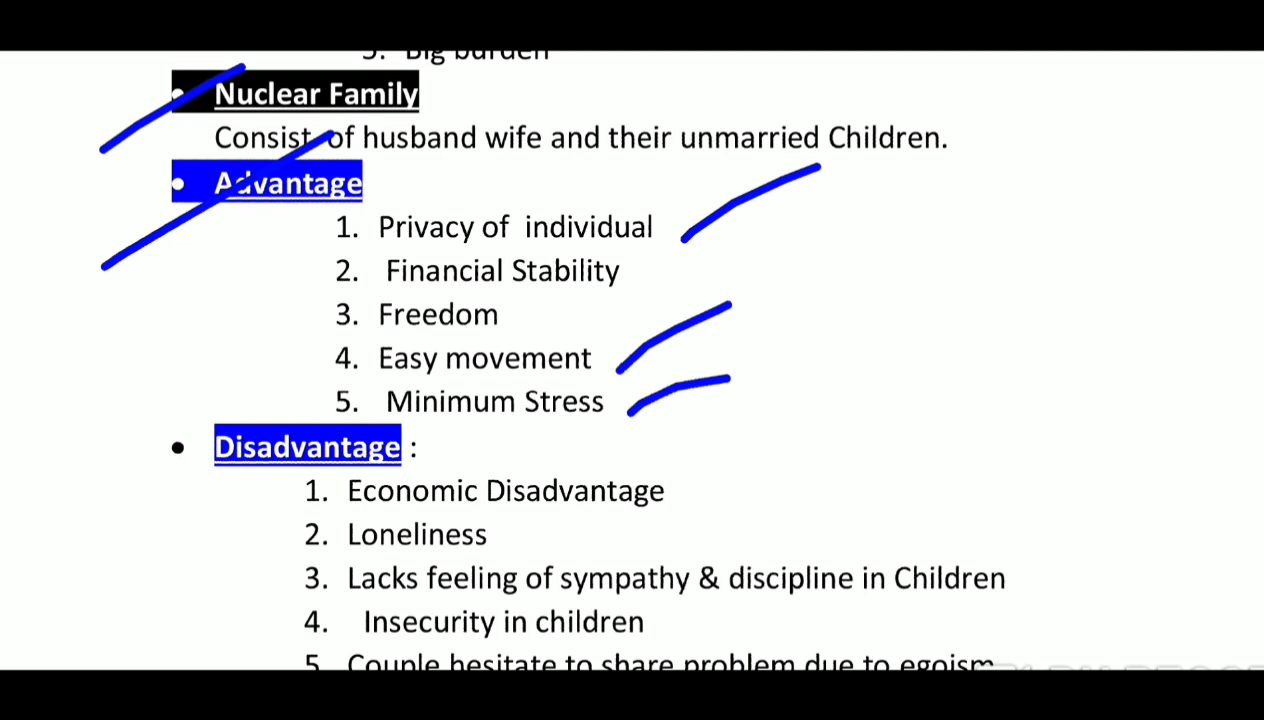 5. Big burden
• Nuclear Family
Consist of husband wife and their unmarried Children.
• Advantage
1. Privacy of individual
2. Financial Stability
3. Freedom
4. Easy movement
5. Minimum Stress
• Disadvantage :
1. Economic Disadvantage
2. Loneliness
3. Lacks feeling of sympathy & discipline in Children
4. Insecurity in children
5 Couple hesitate to share problem due to egoism